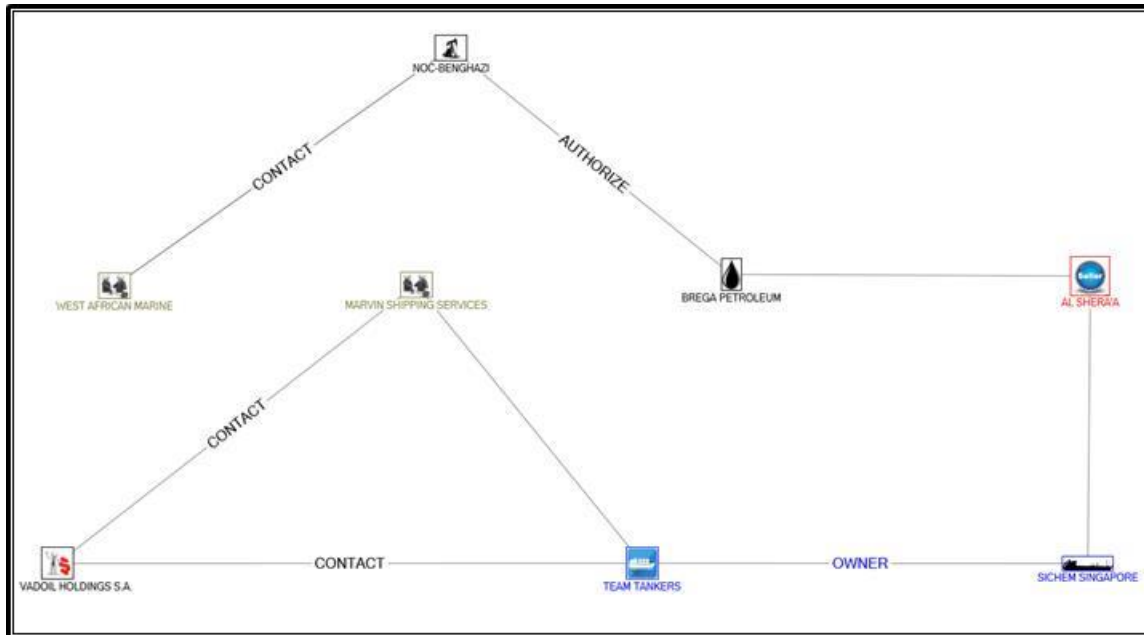 NOC-BENGHAZI
CONTACT
AUTHORIZE
WEST AFRICAN MARINE
MARVIN SHIPPING SERVICES
BREGA PETROLEUM
Seller
AL SHERA'A
CONTACT
VADOIL HOLDINGS S.A.
CONTACT
TEAM TANKERS
OWNER
SICHEM SINGAPORE